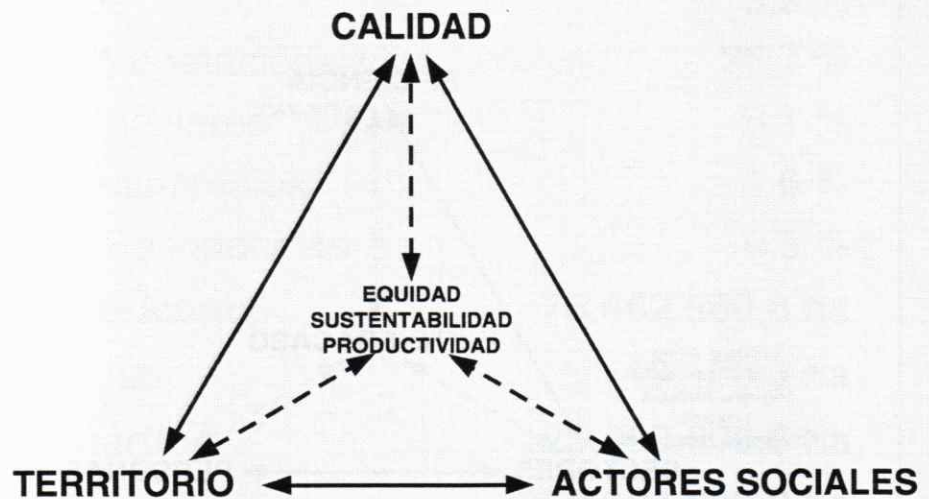 CALIDAD
EQUIDAD
SUSTENTABILIDAD
PRODUCTIVIDAD
TERRITORIO
ACTORES SOCIALES